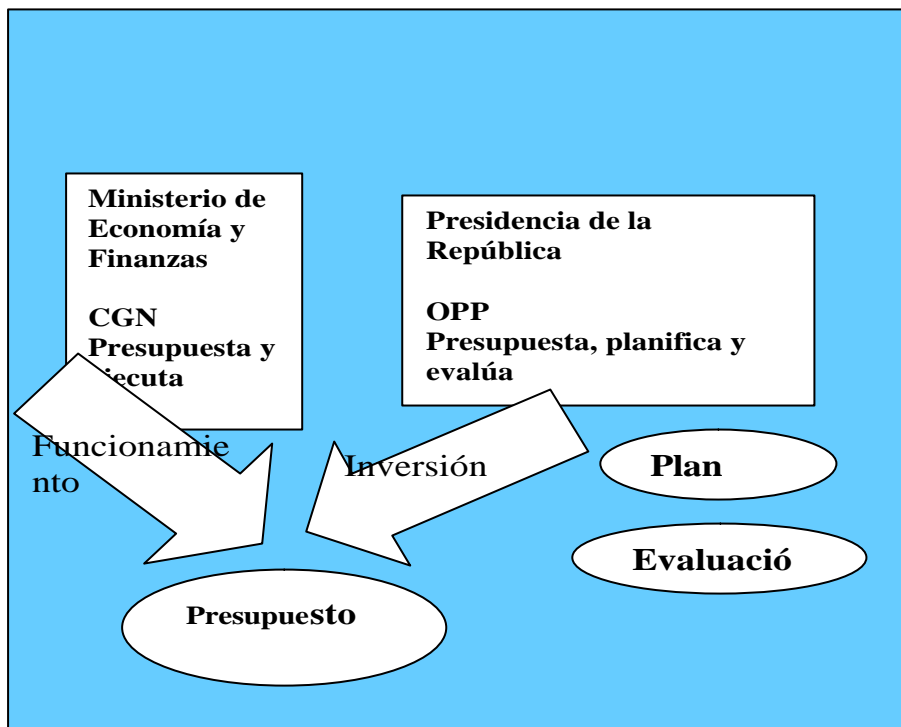 Ministerio de
Economía y
Finanzas
CGN
Presupuesta y
jecuta
Presidencia de la
República
OPP
Presupuesta, planifica y
evalúa
Funcionamie
nto
Inversión
Plan
Evaluació
Presupuesto